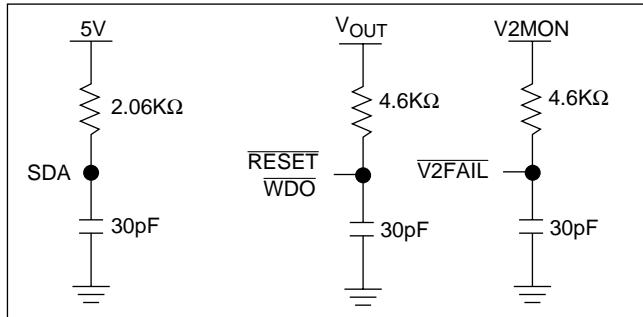 5V
2.06KΩ
SDA
30pF
VOUT
4.6KΩ
RESET
WDO
30pF
V2MON
4.6KΩ
V2FAIL
30pF